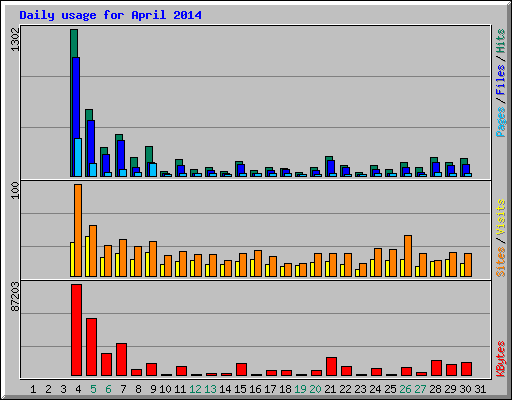 Daily usage for April 2014
1302
Pages / Files / Hits
100
Sites / Visits
87203
KBytes
1 2 3 4 5 6 7 8 9 10 11 12 13 14 15 16 17 18 19 20 21 22 23 24 25 26 27 28 29 30 31